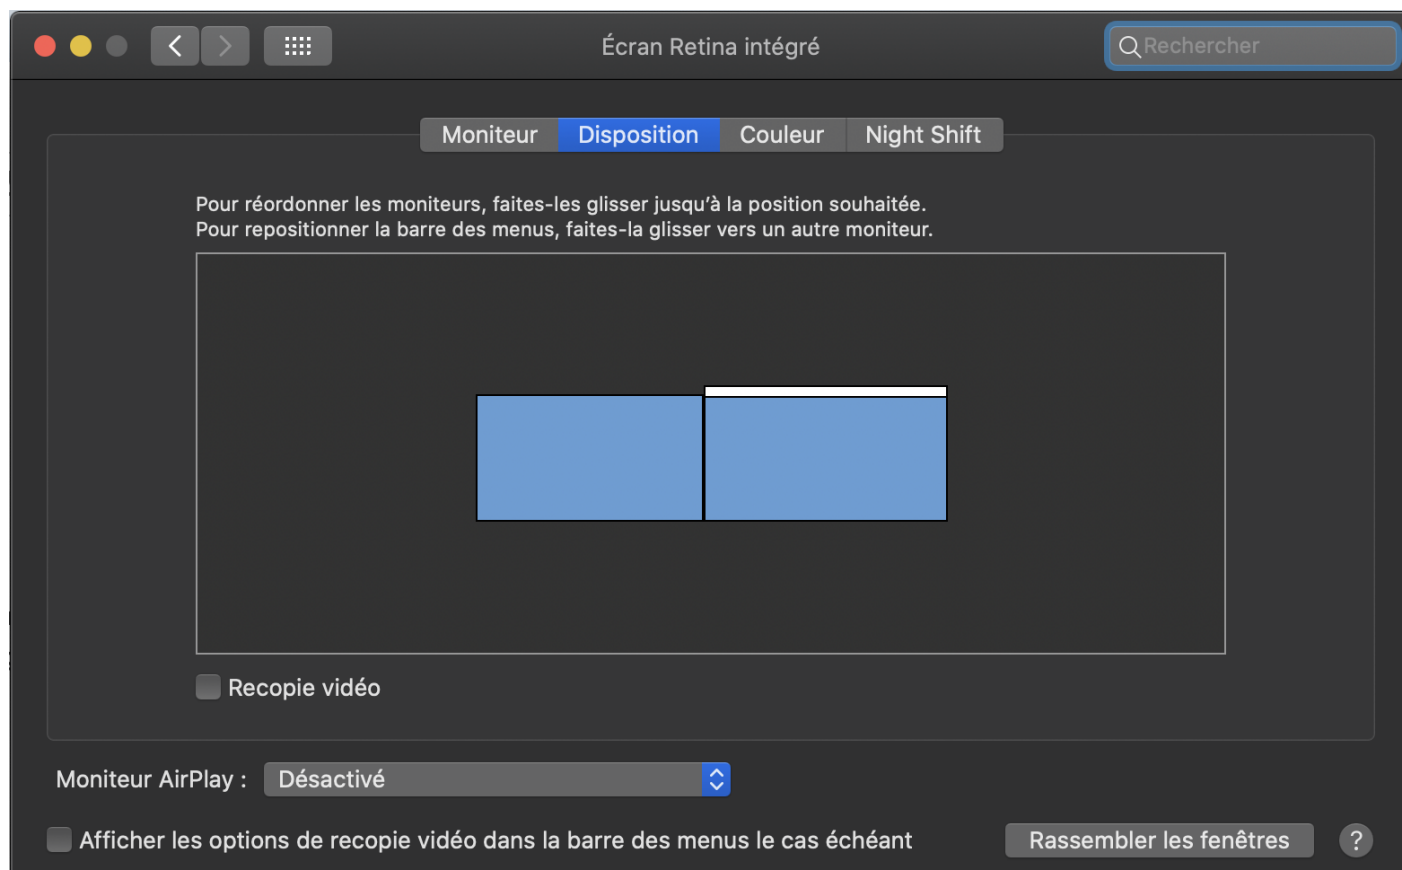 Écran Retina intégré
Rechercher
Moniteur
Disposition
Couleur
Night Shift
Pour réordonner les moniteurs, faites-les glisser jusqu’à la position souhaitée.
Pour repositionner la barre des menus, faites-la glisser vers un autre moniteur.
Recopie vidéo
Moniteur AirPlay :
Désactivé
Afficher les options de recopie vidéo dans la barre des menus le cas échéant
Rassembler les fenêtres
?